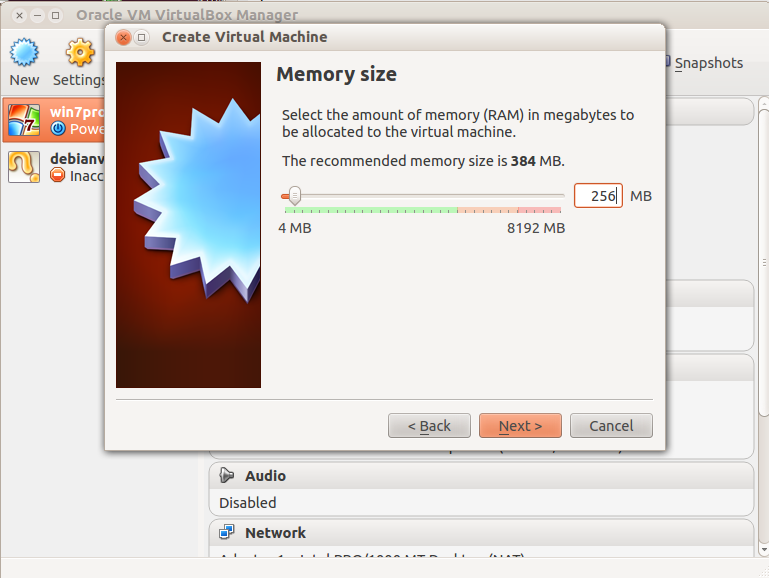 Oracle VM VirtualBox Manager
Create Virtual Machine
New
Settings
Snapshots
win7pro
Powe
debianv
Inacc
Memory size
Select the amount of memory (RAM) in megabytes to
be allocated to the virtual machine.
The recommended memory size is 384 MB.
256 MB
4 MB 8192 MB
< Back Next > Cancel
Audio
Disabled
Network